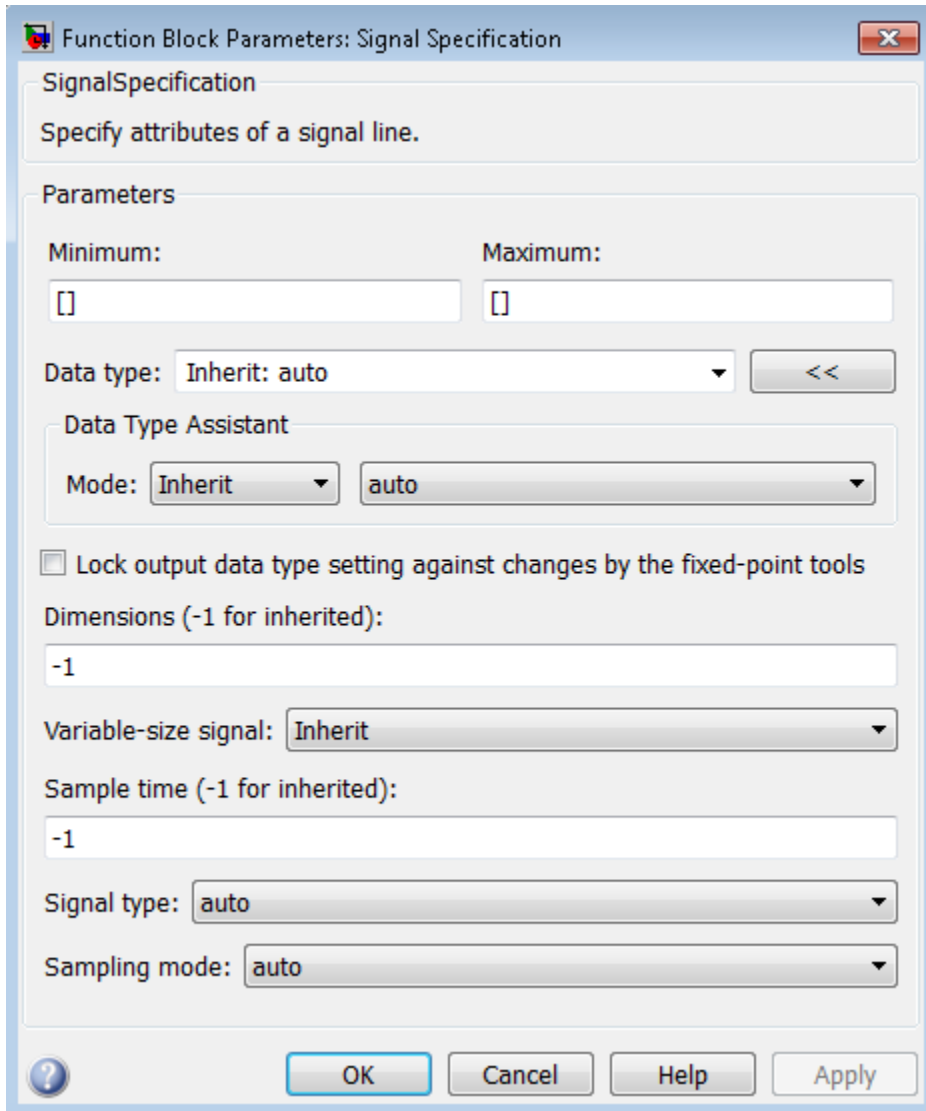 Function Block Parameters: Signal Specification
SignalSpecification
Specify attributes of a signal line.
Parameters
Minimum: Maximum:
[] []
Data type: Inherit: auto <<
Data Type Assistant
Mode: Inherit auto
Lock output data type setting against changes by the fixed-point tools
Dimensions (-1 for inherited):
-1
Variable-size signal: Inherit
Sample time (-1 for inherited):
-1
Signal type: auto
Sampling mode: auto
? OK Cancel Help Apply